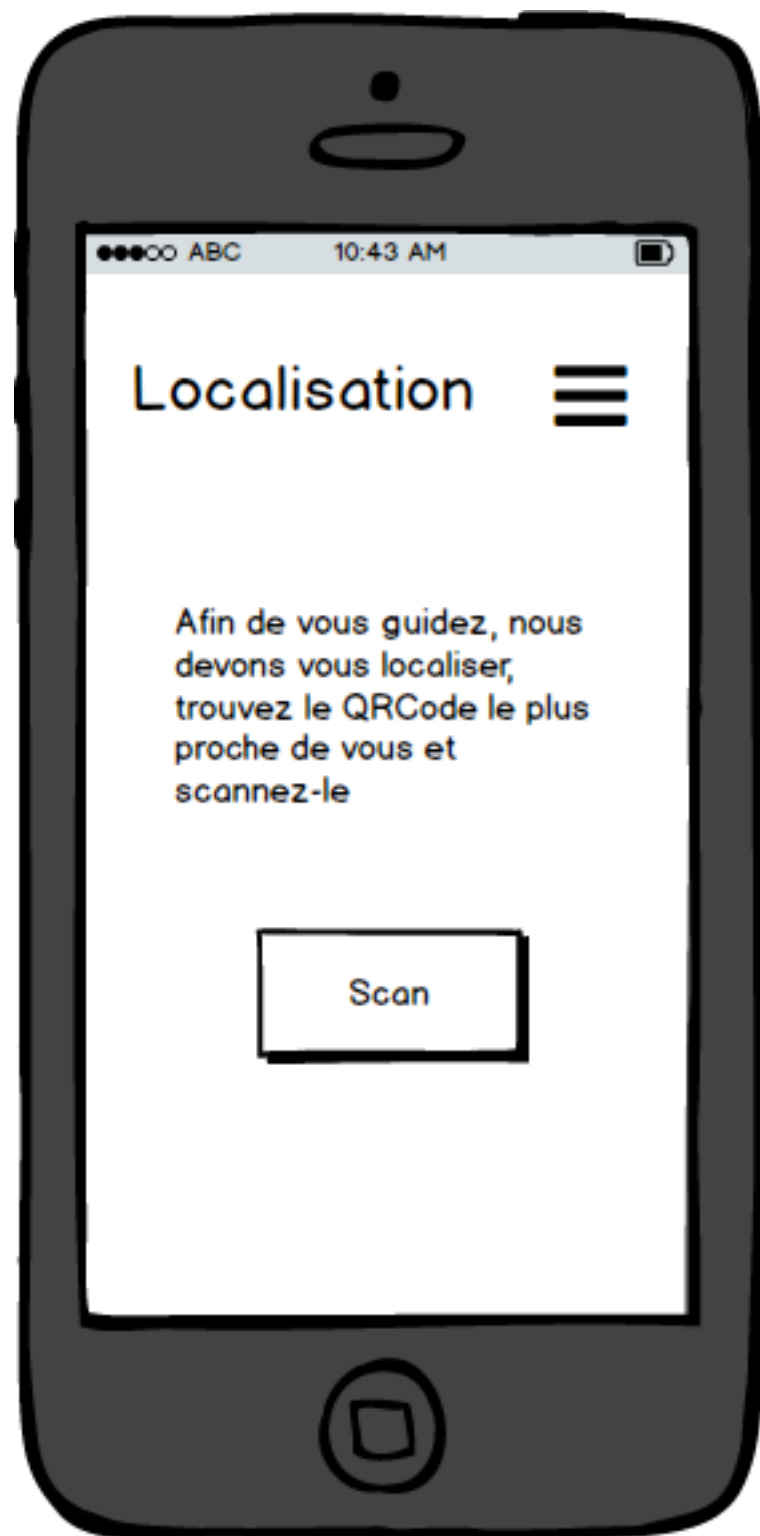 ABC 10:43 AM
Localisation
Afin de vous guidez, nous
devons vous localiser,
trouvez le QRCode le plus
proche de vous et
scannez-le
Scan